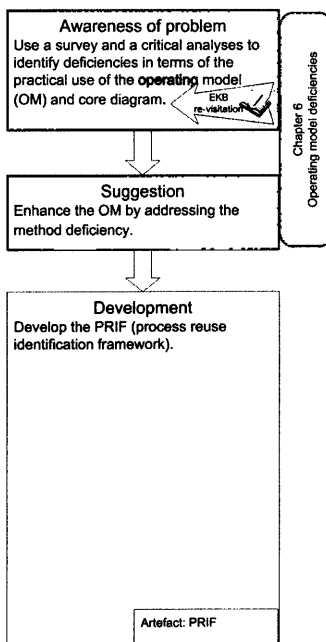 Awareness of problem
Use a survey and a critical analyses to
identify deficiencies in terms of the
practical use of the operating model
(OM) and core diagram.
EKB
re-visitation
Chapter 6
Operating model deficiencies
Suggestion
Enhance the OM by addressing the
method deficiency.
Development
Develop the PRIF (process reuse
identification framework).
Artefact: PRIF